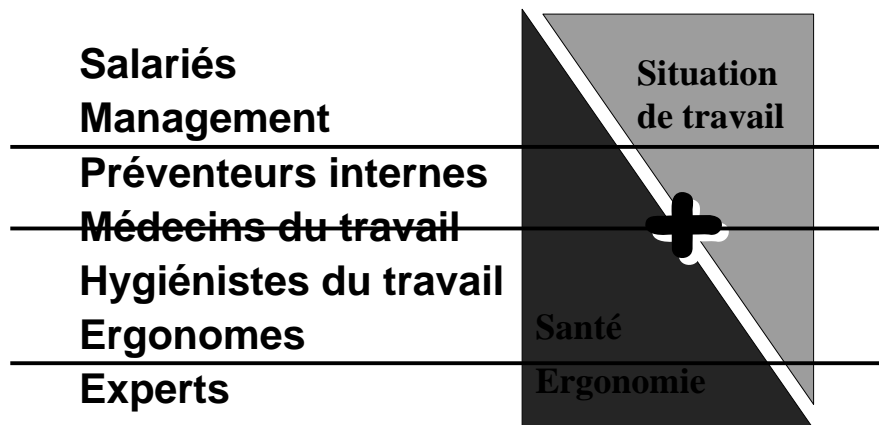 Salariés
Management
Préventeurs internes
Médecins du travail
Hygiénistes du travail
Ergonomes
Experts
Situation
de travail
Santé
Ergonomie